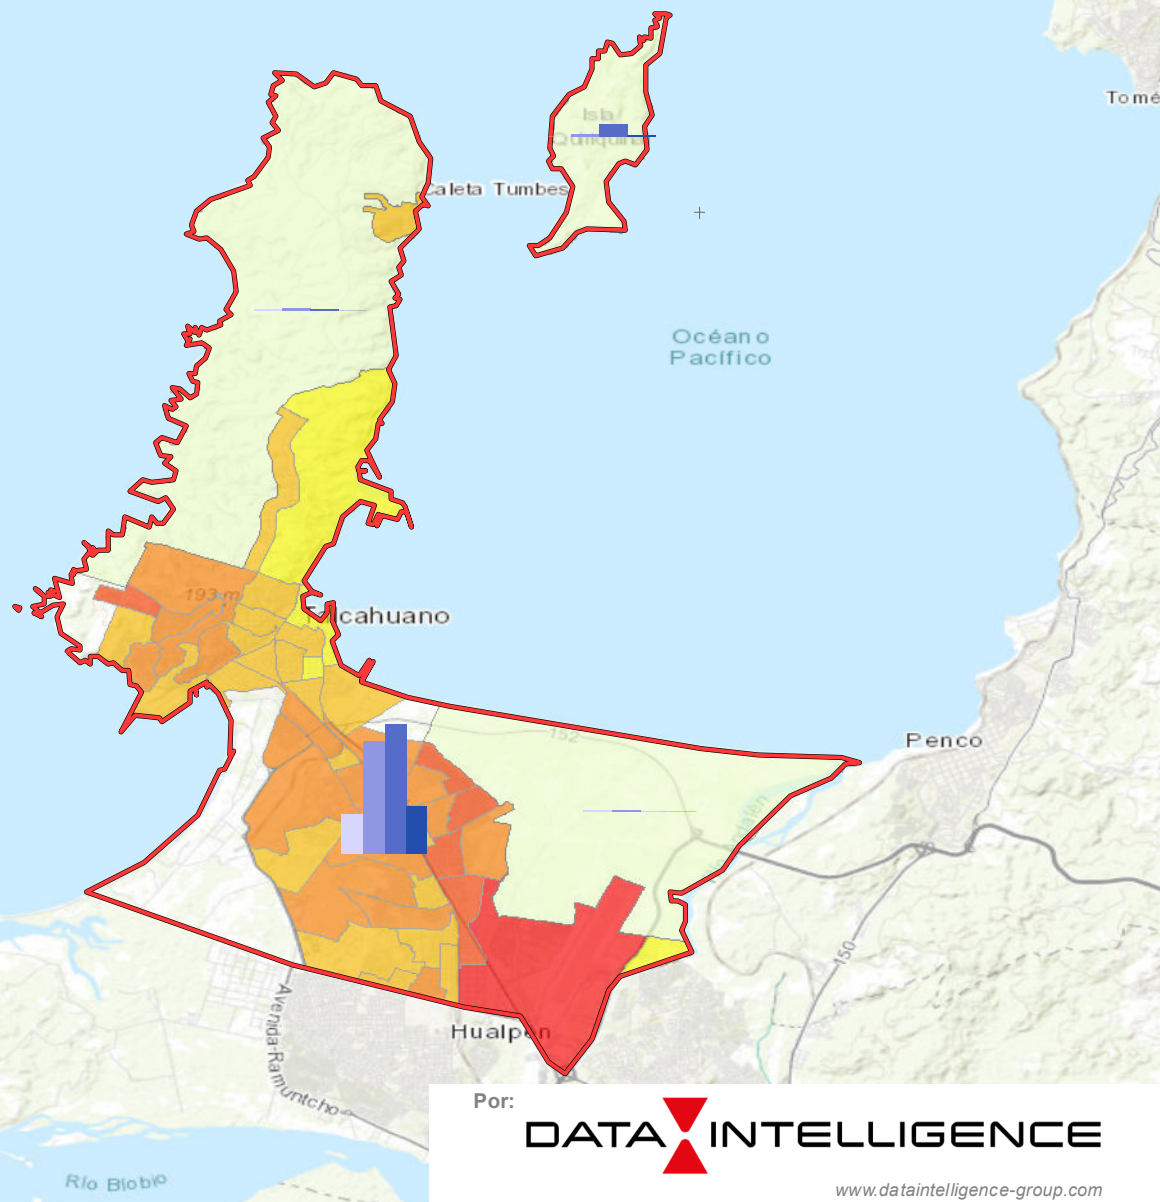 Tomé
Isla
Quiriquina
Caleta Tumbes
Océano
Pacífico
193 m
Talcahuano
152
Penco
150
Avenida Ramuntcho
Hualpén
Río Biobío
Por:
DATA INTELLIGENCE
www.dataintelligence-group.com